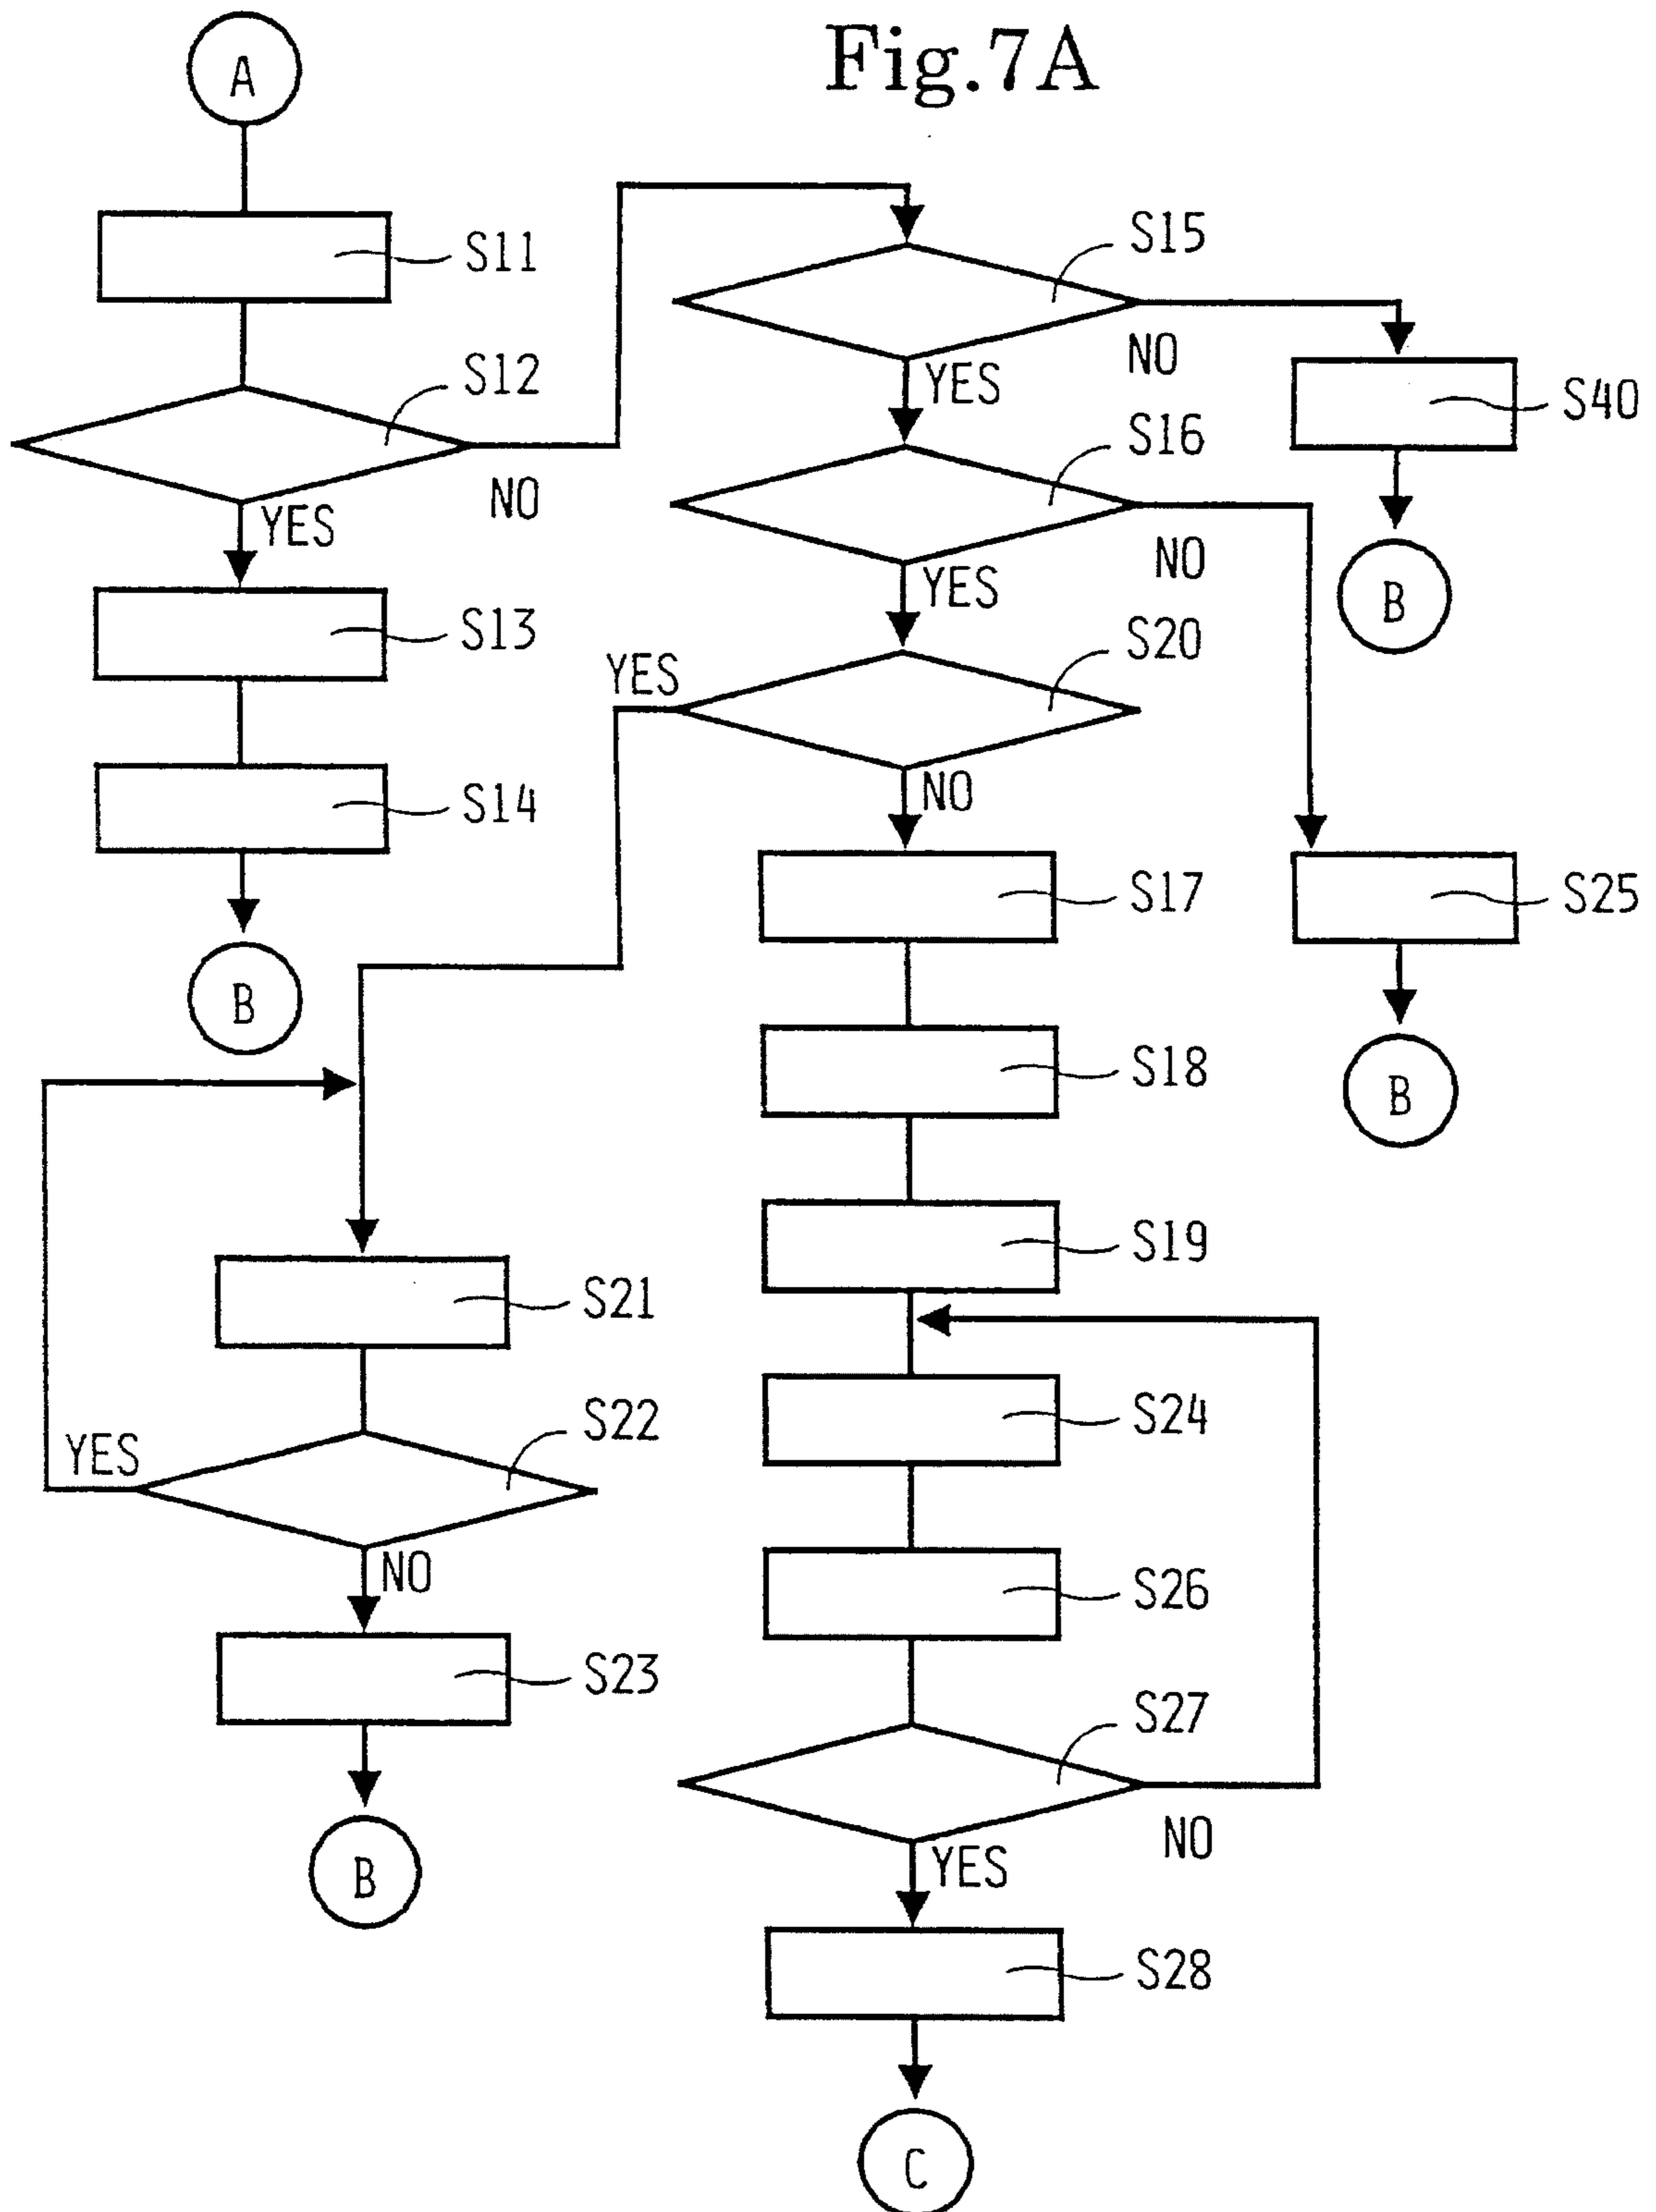 Fig.7A
A
S11
S12
NO
YES
S13
S14
B
S15
NO
YES
S40
B
S16
NO
YES
S20
YES
NO
S17
S25
B
S18
S19
S21
S22
YES
NO
S23
B
S24
S26
S27
NO
YES
S28
C